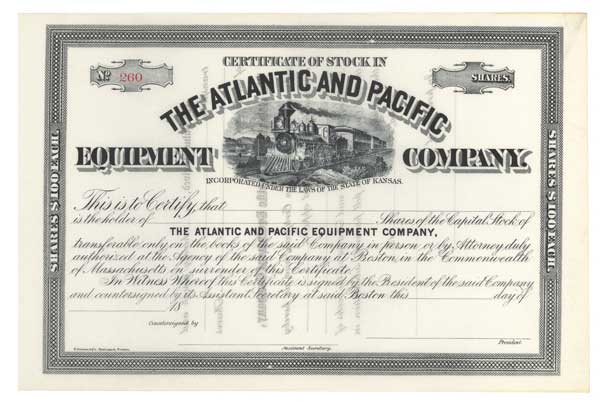 CERTIFICATE OF STOCK IN
No 260
SHARES.
THE ATLANTIC AND PACIFIC
EQUIPMENT COMPANY.
INCORPORATED UNDER THE LAWS OF THE STATE OF KANSAS.
SHARES $100 EACH.
SHARES $100 EACH.
This is to Certify, that
is the holder of Shares of the Capital Stock of
THE ATLANTIC AND PACIFIC EQUIPMENT COMPANY,
transferable only on the books of the said Company in person or by Attorney duly
authorized at the Agency of the said Company at Boston, in the Commonwealth
of Massachusetts on surrender of this Certificate.
In Witness Whereof this Certificate is signed by the President of the said Company
and countersigned by its Assistant Secretary at said Boston this day of
18
Countersigned by
President.
Assistant Secretary.